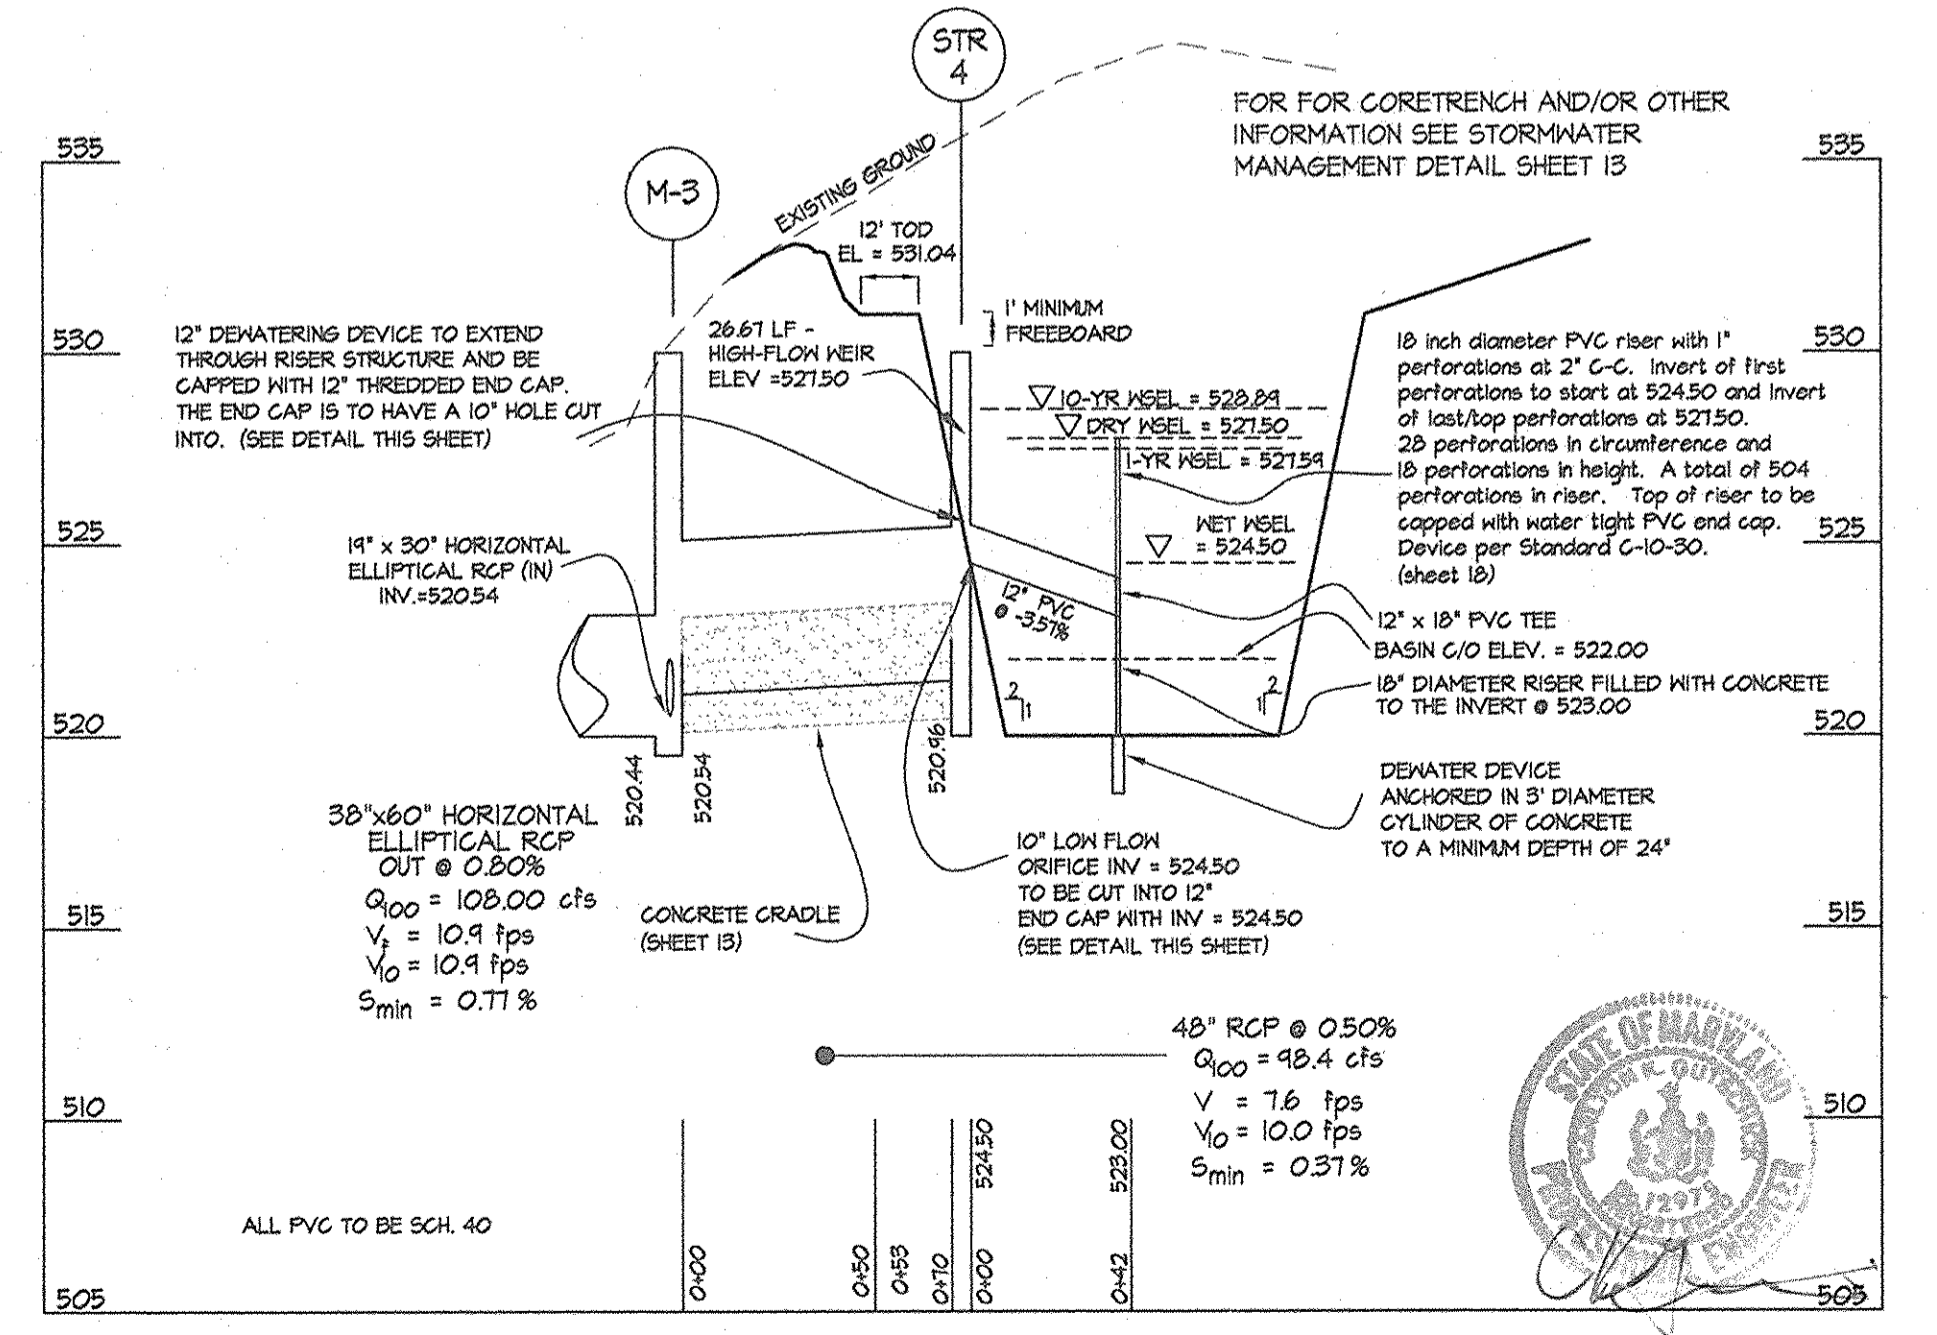 STR
4
FOR FOR CORETRENCH AND/OR OTHER
INFORMATION SEE STORMWATER
MANAGEMENT DETAIL SHEET 13
535
535
M-3
EXISTING GROUND
12' TOD
EL = 531.04
1' MINIMUM
FREEBOARD
12" DEWATERING DEVICE TO EXTEND
THROUGH RISER STRUCTURE AND BE
CAPPED WITH 12" THREDDED END CAP.
THE END CAP IS TO HAVE A 10" HOLE CUT
INTO. (SEE DETAIL THIS SHEET)
530
530
26.67 LF -
HIGH-FLOW WEIR
ELEV =527.50
18 inch diameter PVC riser with 1"
perforations at 2" C-C. Invert of first
perforations to start at 524.50 and invert
of last/top perforations at 527.50.
28 perforations in circumference and
18 perforations in height. A total of 504
perforations in riser. Top of riser to be
capped with water tight PVC end cap.
Device per Standard C-10-30.
(sheet 18)
10-YR WSEL = 528.89
DRY WSEL = 527.50
1-YR WSEL = 527.59
WET WSEL
= 524.50
525
525
19" x 30" HORIZONTAL
ELLIPTICAL RCP (IN)
INV.=520.54
12" PVC
@ -3.57%
12" x 18" PVC TEE
BASIN C/O ELEV. = 522.00
18" DIAMETER RISER FILLED WITH CONCRETE
TO THE INVERT @ 523.00
2
1
2
1
520
520
520.44
520.54
520.96
DEWATER DEVICE
ANCHORED IN 3' DIAMETER
CYLINDER OF CONCRETE
TO A MINIMUM DEPTH OF 24"
38"x60" HORIZONTAL
ELLIPTICAL RCP
OUT @ 0.80%
Q100 = 108.00 cfs
Vf = 10.9 fps
V10 = 10.9 fps
Smin = 0.77%
10" LOW FLOW
ORIFICE INV = 524.50
TO BE CUT INTO 12"
END CAP WITH INV = 524.50
(SEE DETAIL THIS SHEET)
CONCRETE CRADLE
(SHEET 13)
515
515
48" RCP @ 0.50%
Q100 = 98.4 cfs
V = 7.6 fps
V10 = 10.0 fps
Smin = 0.37%
STATE OF MARYLAND
510
510
524.50
523.00
ALL PVC TO BE SCH. 40
0+00
0+50
0+53
0+70
0+00
0+42
505
505